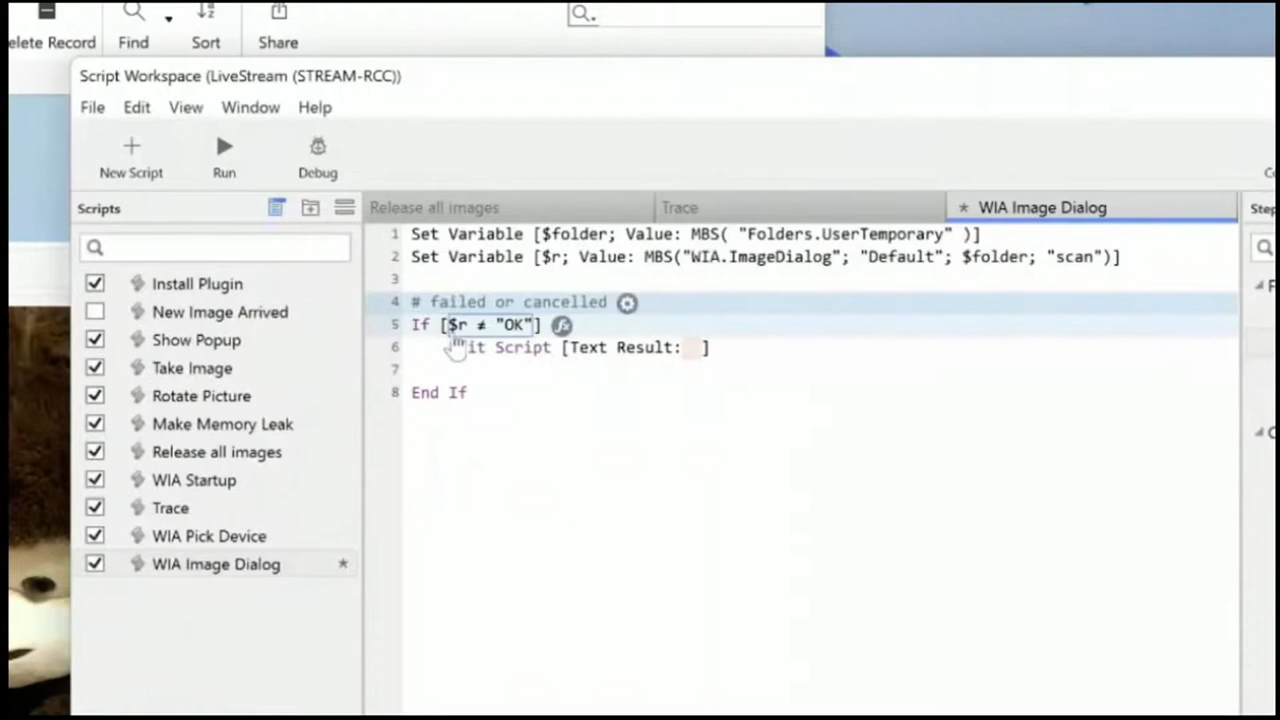 elete Record
Find
Sort
Share
Script Workspace (LiveStream (STREAM-RCC))
File Edit View Window Help
New Script
Run
Debug
Scripts
Install Plugin
New Image Arrived
Show Popup
Take Image
Rotate Picture
Make Memory Leak
Release all images
WIA Startup
Trace
WIA Pick Device
WIA Image Dialog *
Release all images
Trace
* WIA Image Dialog
1 Set Variable [$folder; Value: MBS( "Folders.UserTemporary" )]
2 Set Variable [$r; Value: MBS("WIA.ImageDialog"; "Default"; $folder; "scan")]
3
4 # failed or cancelled
5 If [$r ≠ "OK"]
6 it Script [Text Result: ]
7
8 End If
Step